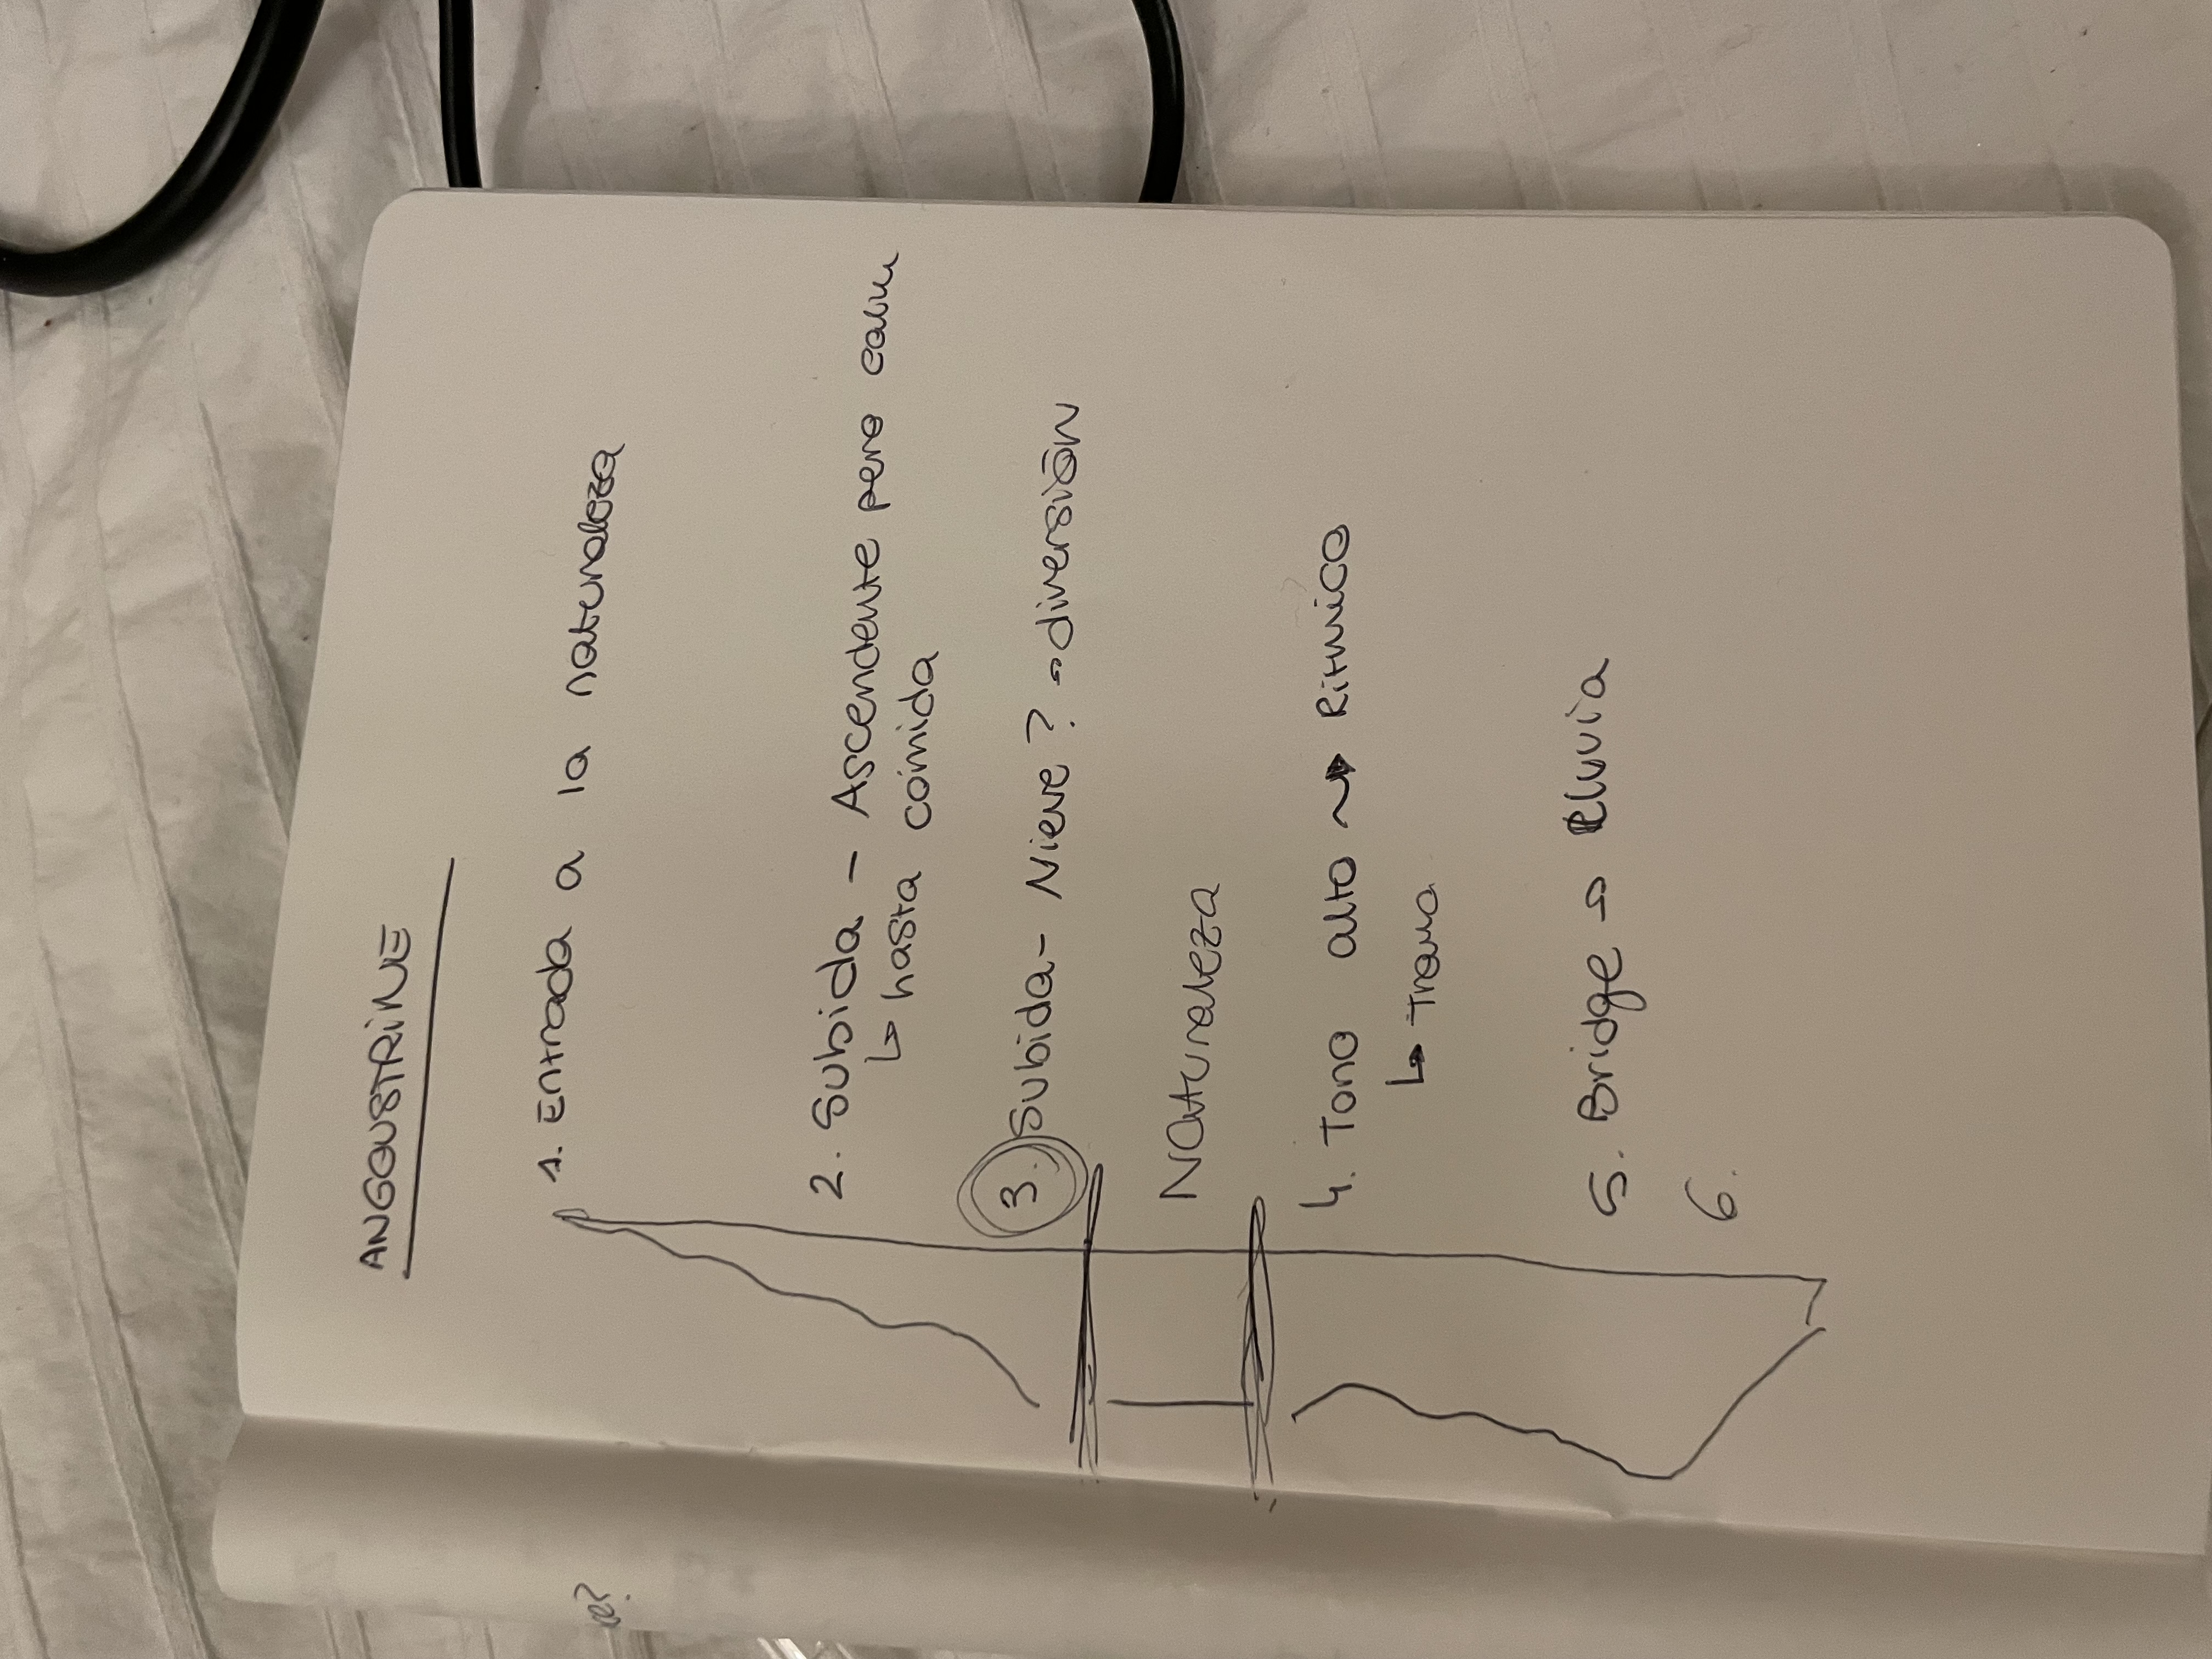 ANGOUSTRINE
1. Entrada a la naturaleza
2. Subida - Ascendente pero calm
↳ hasta comida
3. Subida - Nieve? → diversión
Naturaleza
4. Tono alto → Ritmico
↳ Trama
5. Bridge → lluvia
6.